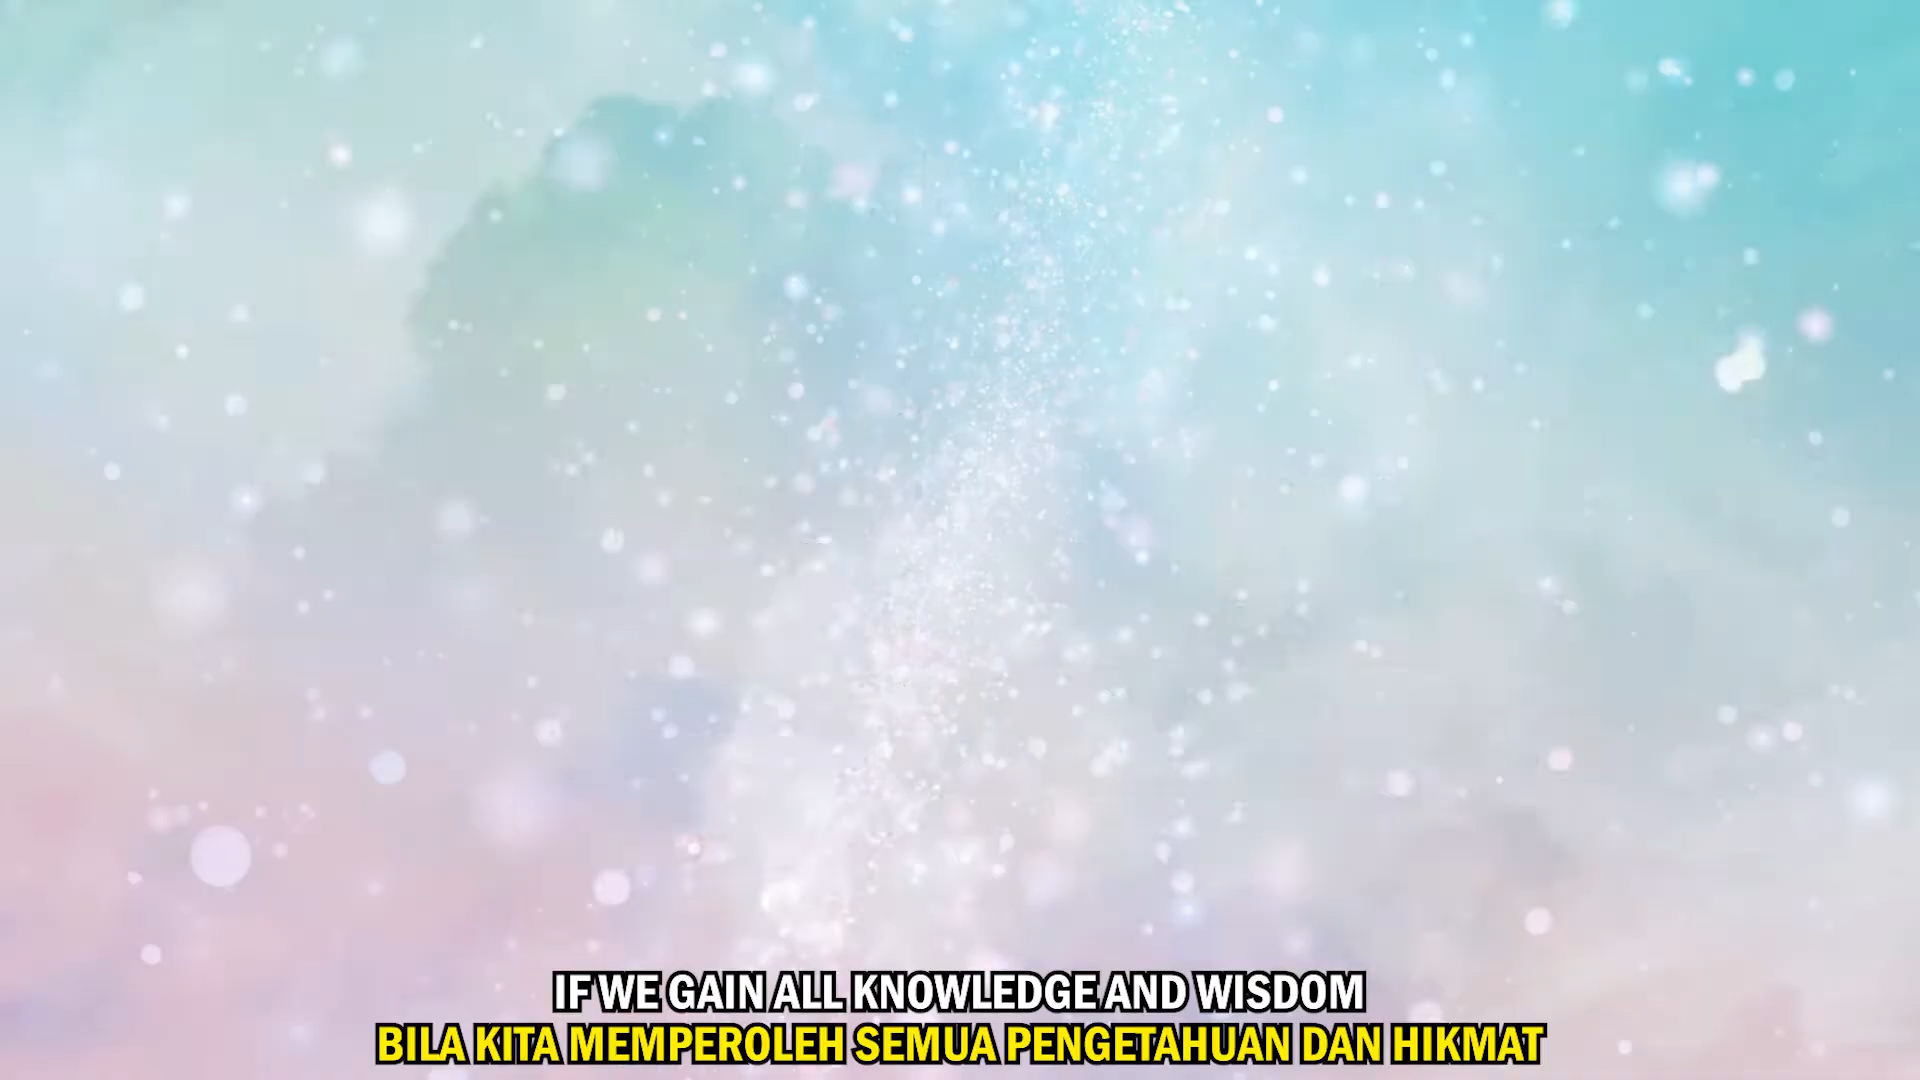 IF WE GAIN ALL KNOWLEDGE AND WISDOM
BILA KITA MEMPEROLEH SEMUA PENGETAHUAN DAN HIKMAT